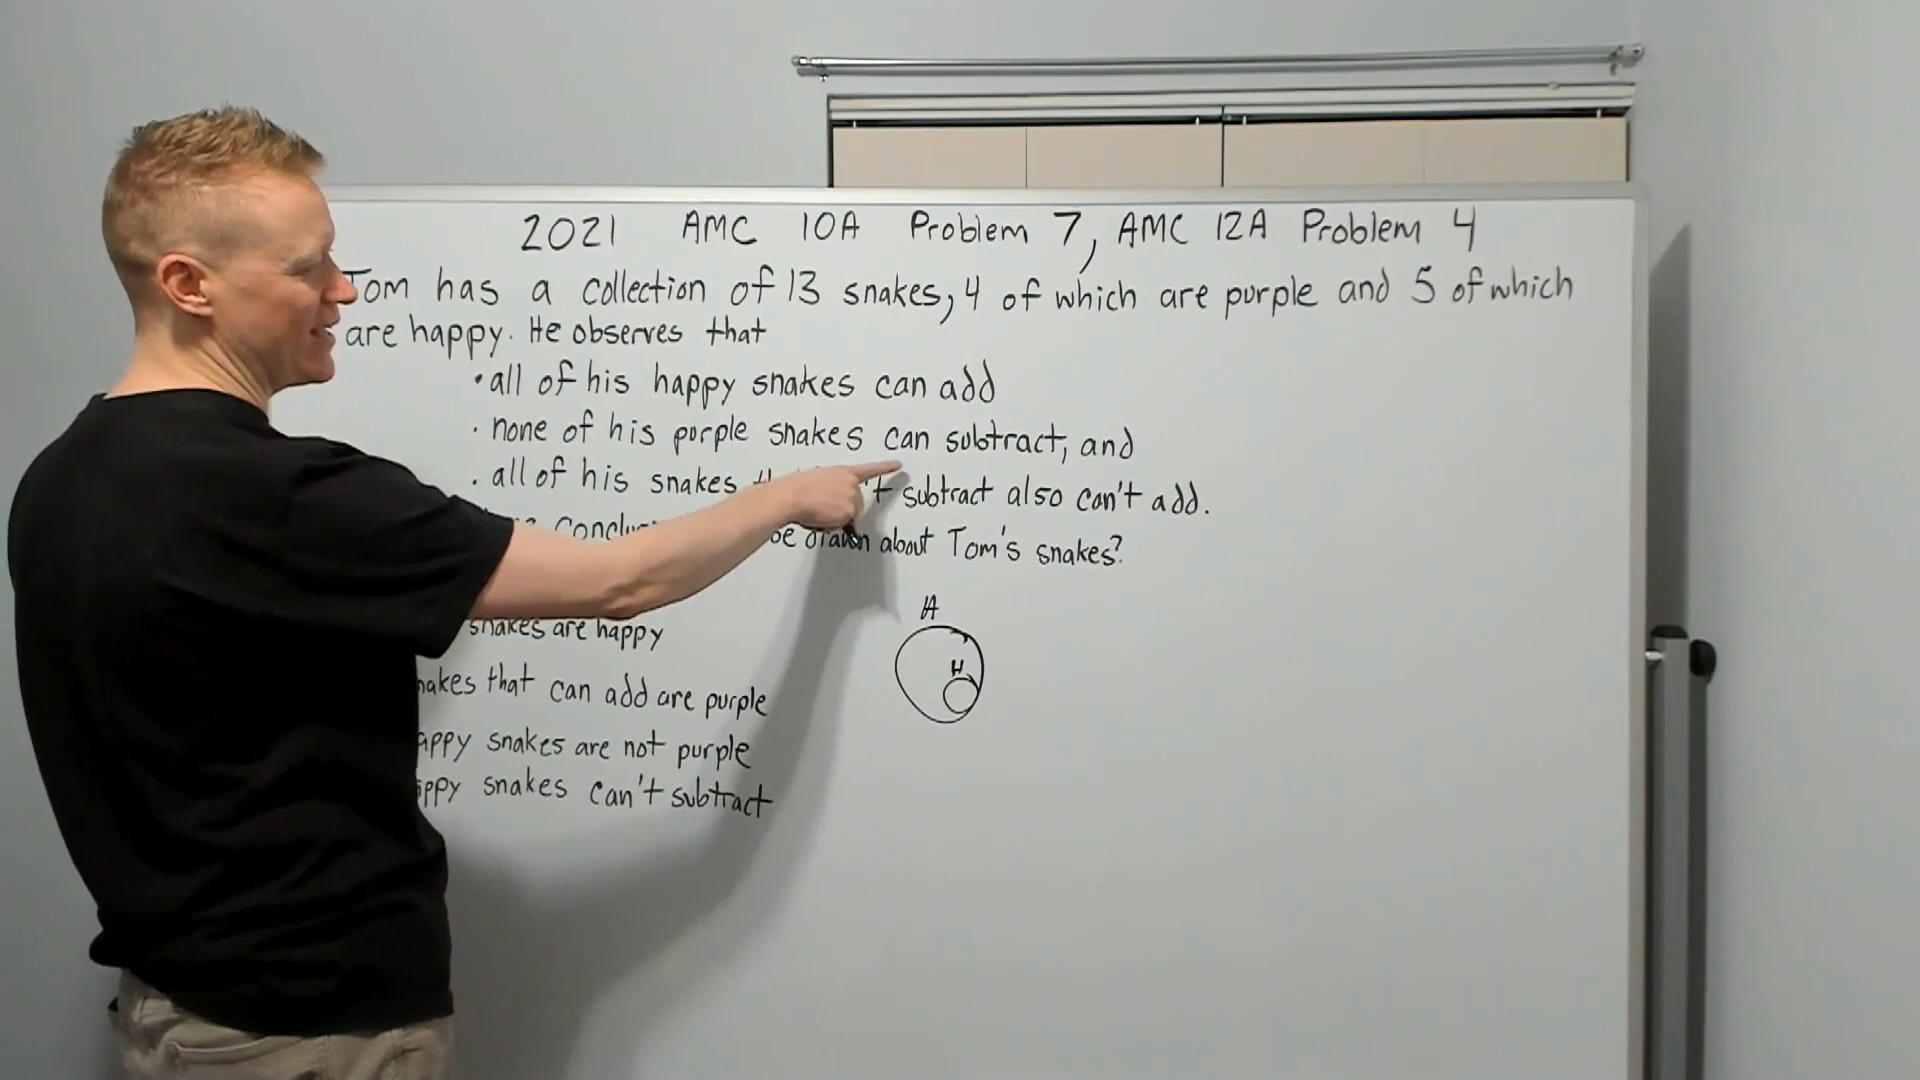 2021 AMC 10A Problem 7, AMC 12A Problem 4
Tom has a collection of 13 snakes, 4 of which are purple and 5 of which
are happy. He observes that
• all of his happy snakes can add
• none of his purple snakes can subtract, and
• all of his snakes subtract also can't add.
about Tom's snakes?
A
H
snakes are happy
that can add are purple
snakes are not purple
snakes can't subtract